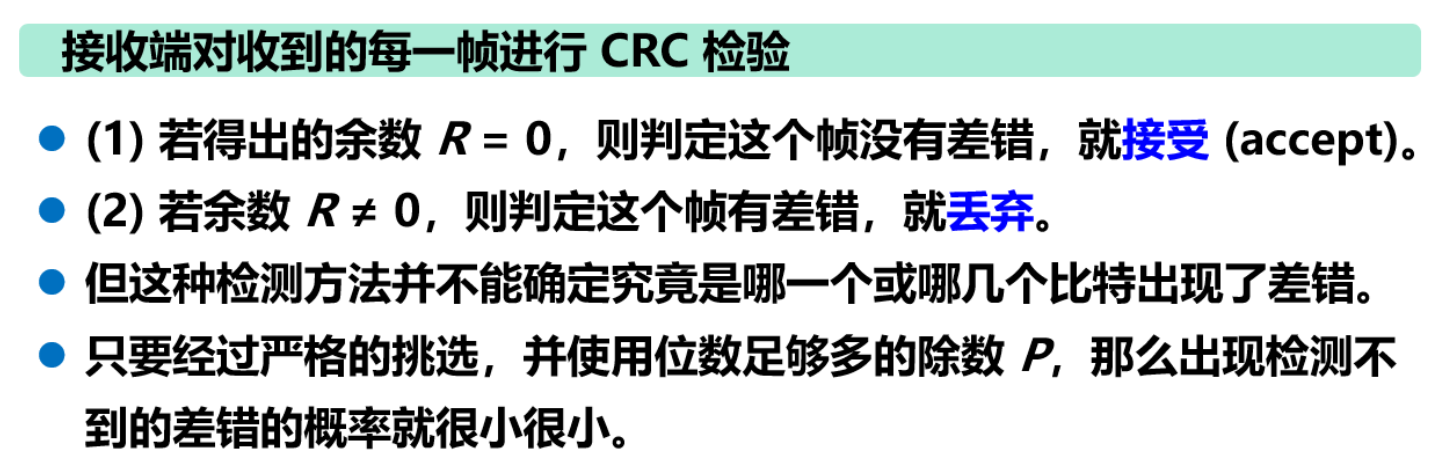 接收端对收到的每一帧进行 CRC 检验
● (1) 若得出的余数 R = 0，则判定这个帧没有差错，就接受 (accept)。
● (2) 若余数 R ≠ 0，则判定这个帧有差错，就丢弃。
● 但这种检测方法并不能确定究竟是哪一个或哪几个比特出现了差错。
● 只要经过严格的挑选，并使用位数足够多的除数 P，那么出现检测不
到的差错的概率就很小很小。